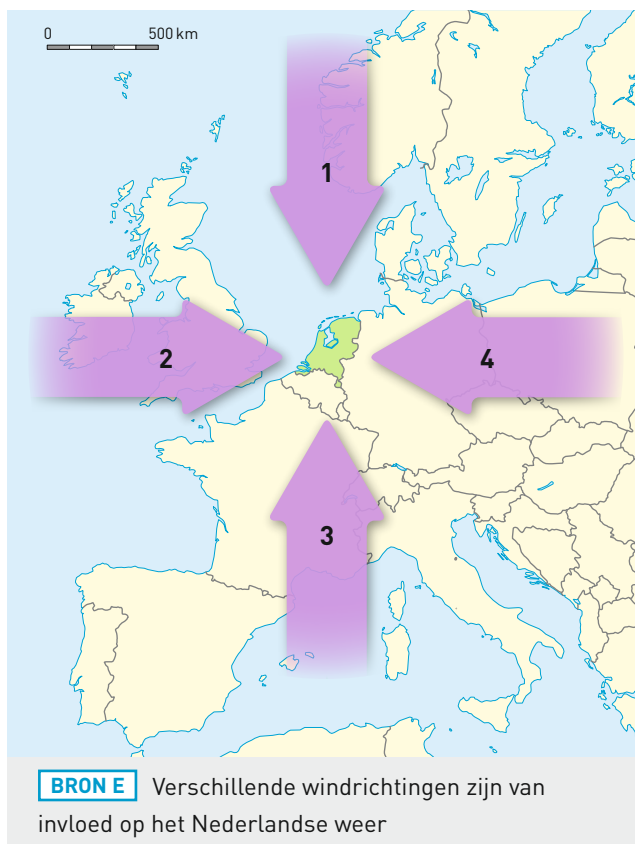 0 500 km
1
2
4
3
BRON E Verschillende windrichtingen zijn van
invloed op het Nederlandse weer